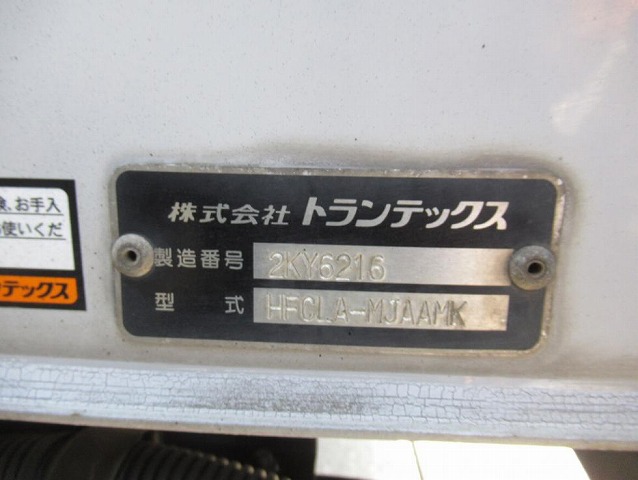 株式会社 トランテックス
製造番号 2KY6216
型 式 HFCLA-MJAAMK
お手入
使いくだ
テックス